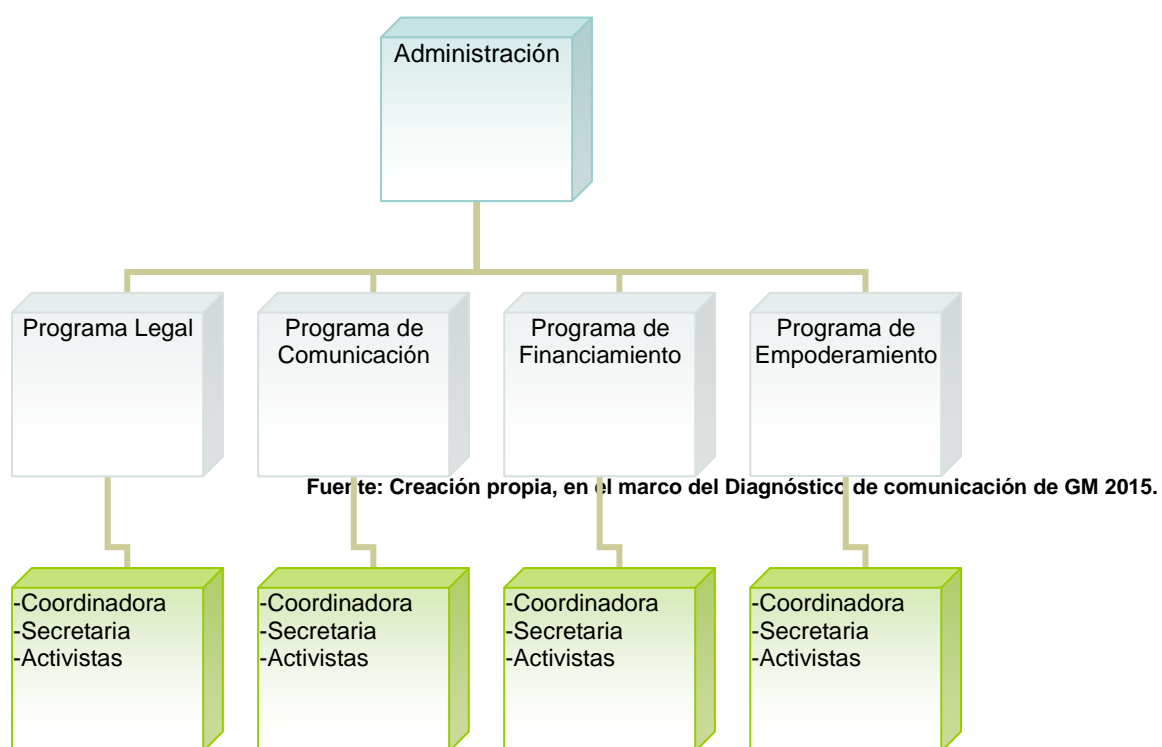 Administración
Programa Legal
Programa de
Comunicación
Programa de
Financiamiento
Programa de
Empoderamiento
Fuente: Creación propia, en el marco del Diagnóstico de comunicación de GM 2015.
-Coordinadora
-Secretaria
-Activistas
-Coordinadora
-Secretaria
-Activistas
-Coordinadora
-Secretaria
-Activistas
-Coordinadora
-Secretaria
-Activistas